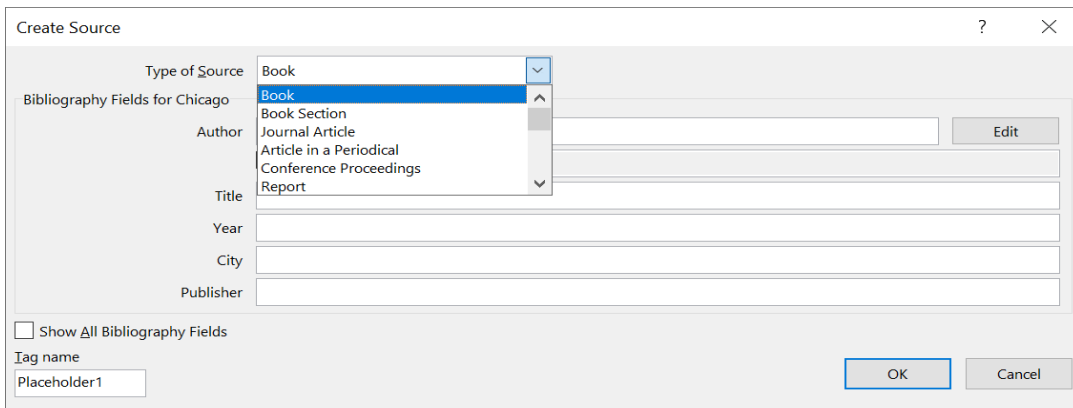 Create Source ?
Type of Source Book
Book
Bibliography Fields for Chicago
Book Section
Author Journal Article Edit
Article in a Periodical
Conference Proceedings
Report
Title
Year
City
Publisher
Show All Bibliography Fields
Tag name
Placeholder1
OK Cancel